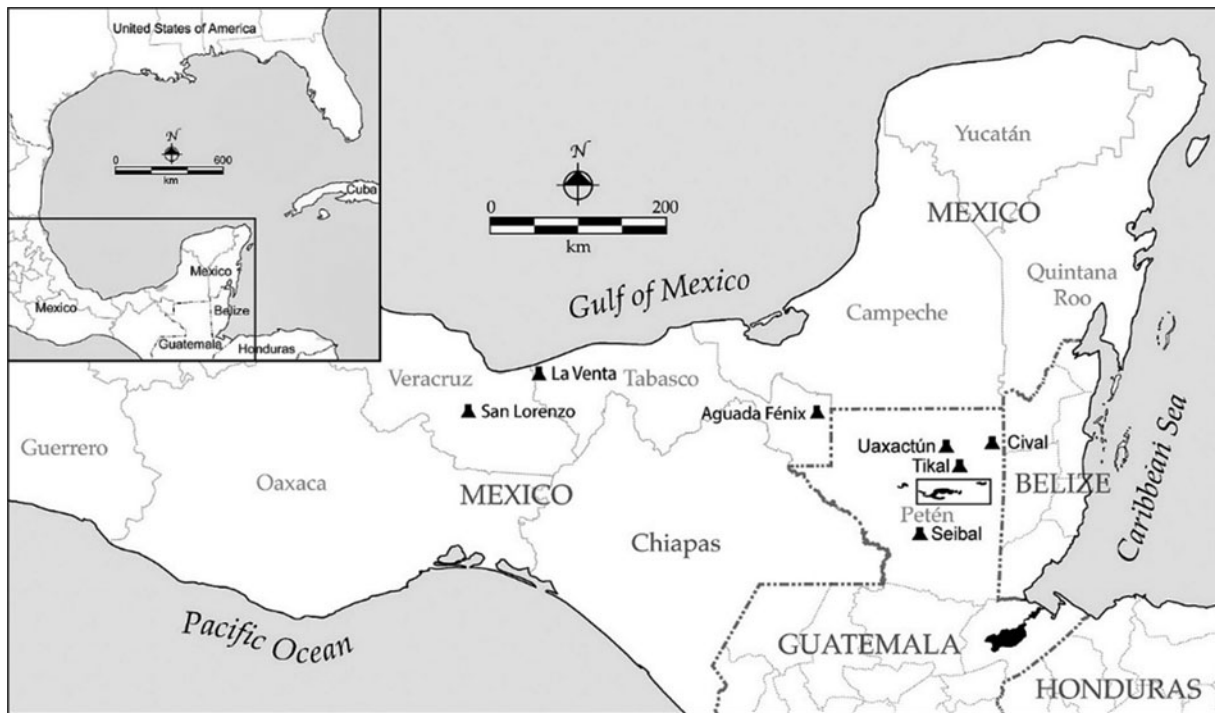 United States of America
N
0
600
km
Cuba
Mexico
Mexico
Belize
Guatemala
Honduras
N
0
200
km
Gulf of Mexico
Yucatán
MEXICO
Quintana
Roo
Campeche
Veracruz
La Venta
Tabasco
San Lorenzo
Aguada Fénix
Guerrero
Oaxaca
MEXICO
Chiapas
Uaxactún
Cival
Tikal
BELIZE
Petén
Seibal
Caribbean Sea
Pacific Ocean
GUATEMALA
HONDURAS